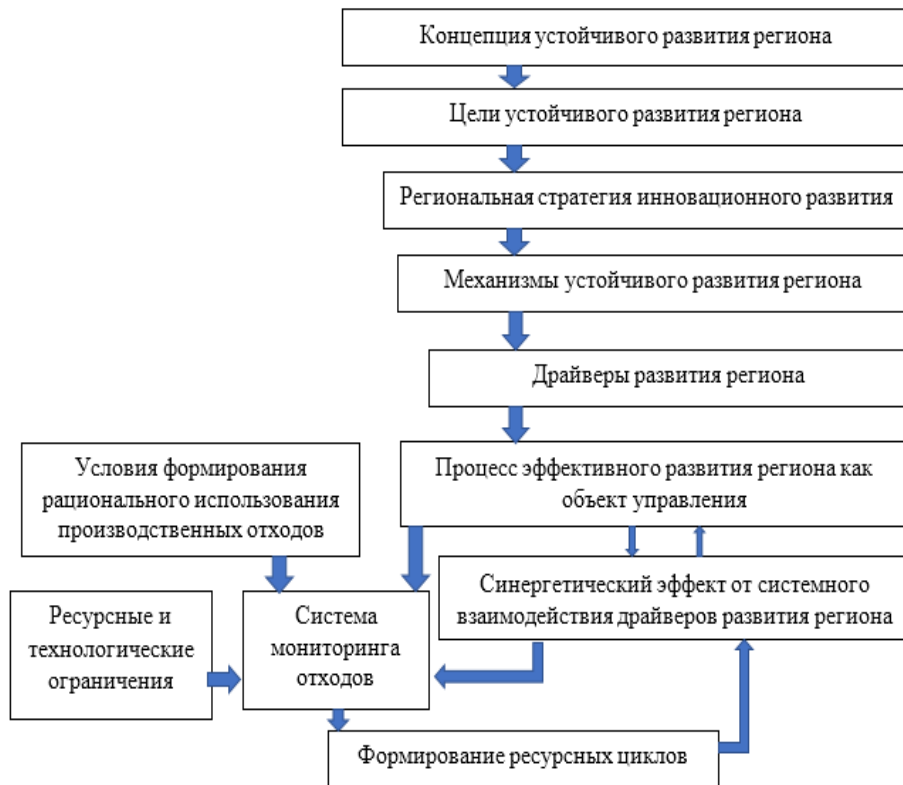 Концепция устойчивого развития региона
Цели устойчивого развития региона
Региональная стратегия инновационного развития
Механизмы устойчивого развития региона
Драйверы развития региона
Условия формирования
рационального использования
производственных отходов
Процесс эффективного развития региона как
объект управления
Ресурсные и
технологические
ограничения
Система
мониторинга
отходов
Синергетический эффект от системного
взаимодействия драйверов развития региона
Формирование ресурсных циклов